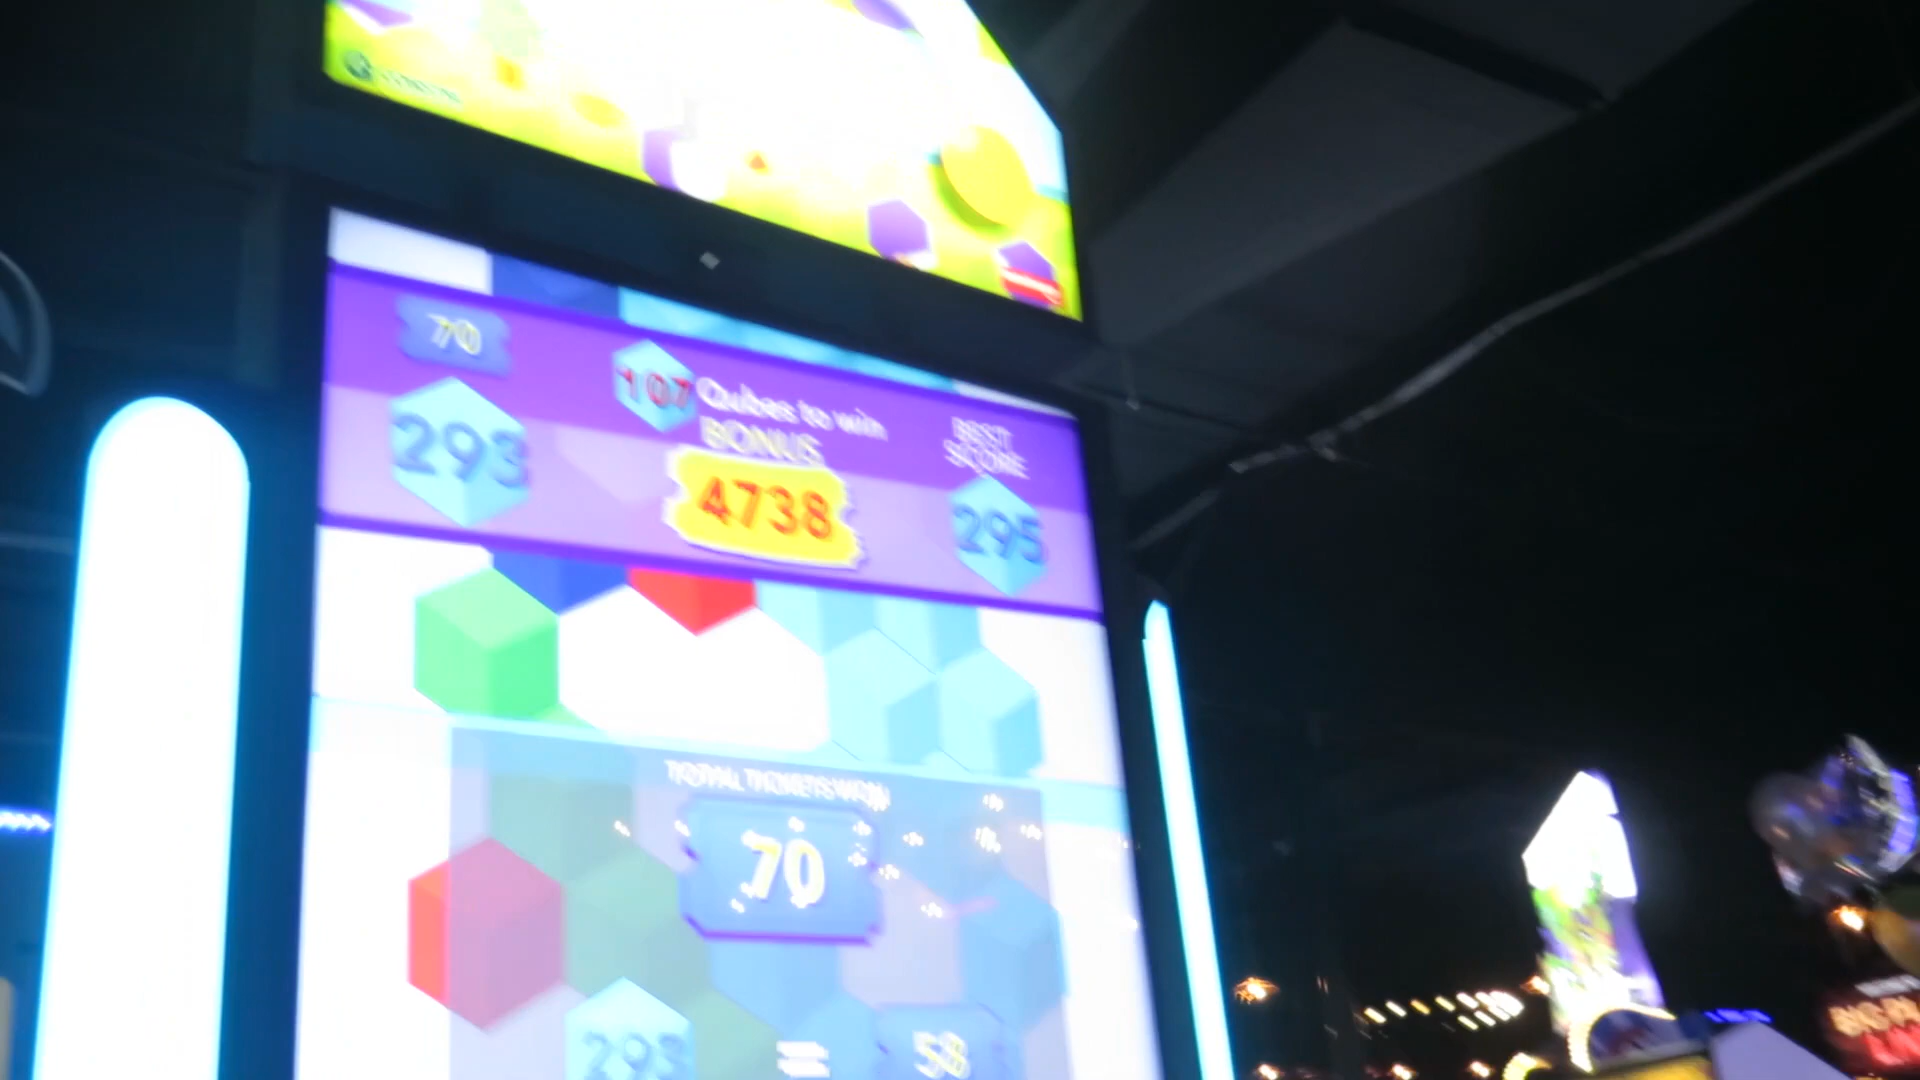 70
293
107 Qubes to win
BONUS
4738
BEST
SCORE
295
TOTAL TICKETS WON
70
293 = 58